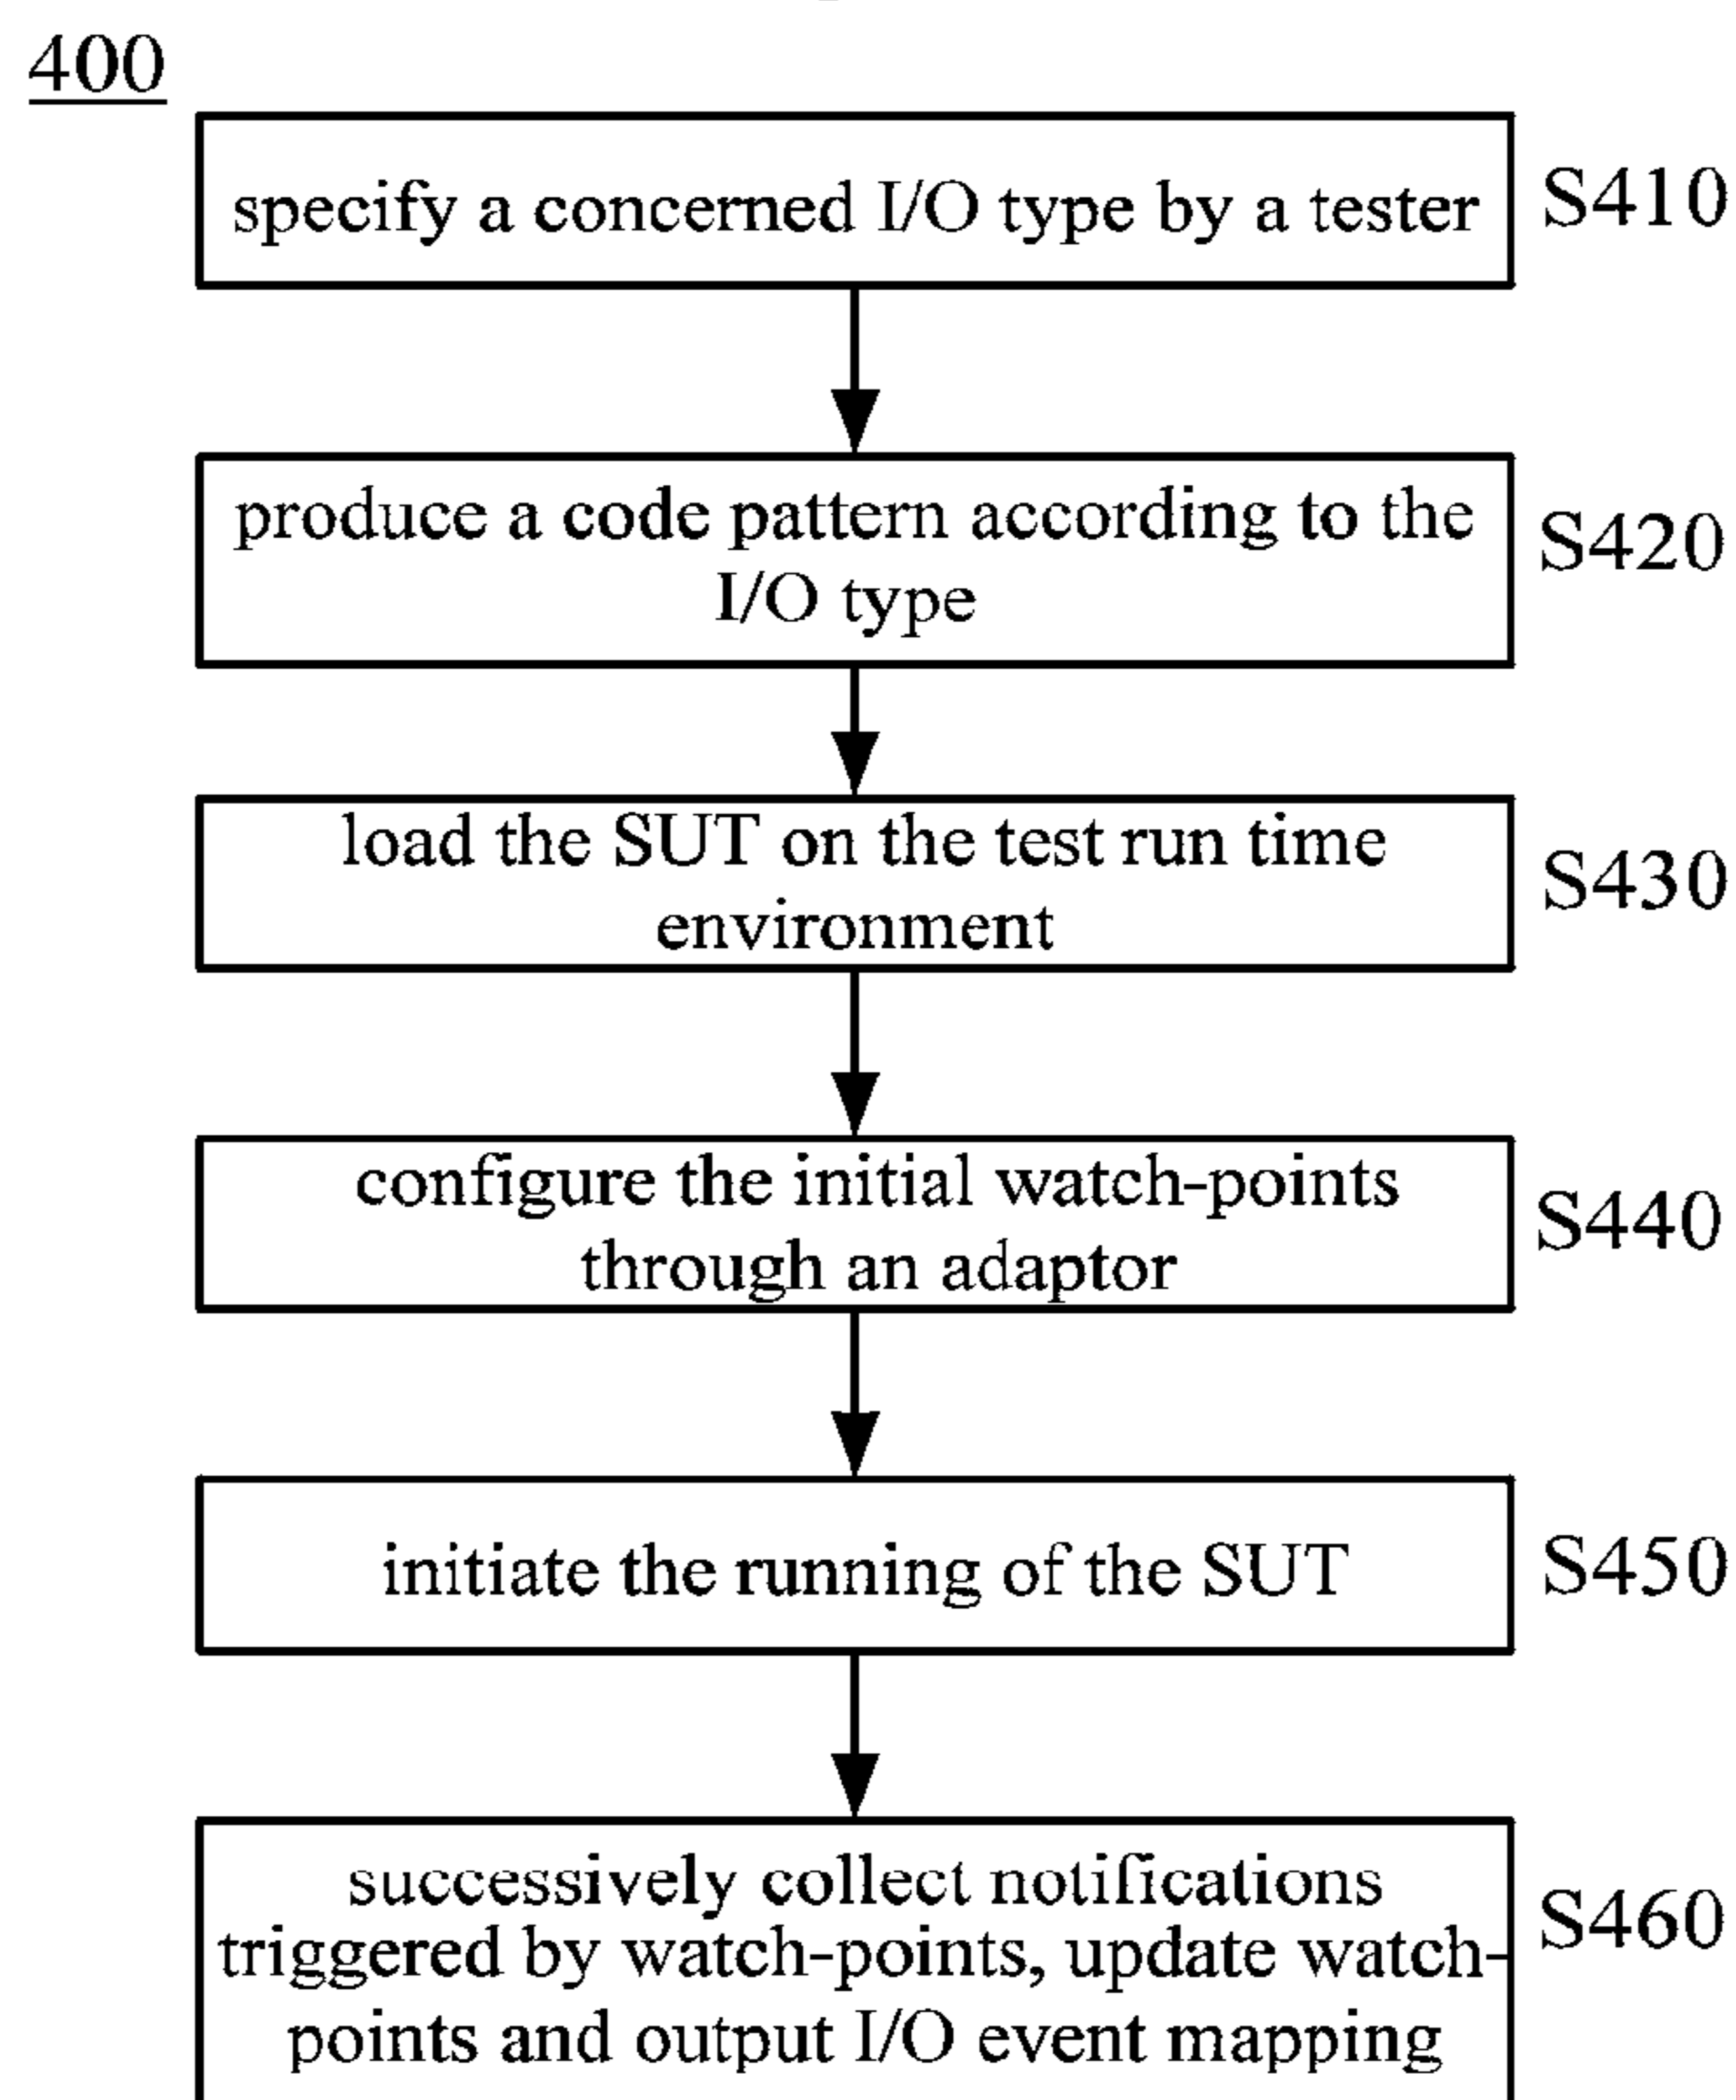 400
specify a concerned I/O type by a tester
S410
produce a code pattern according to the
I/O type
S420
load the SUT on the test run time
environment
S430
configure the initial watch-points
through an adaptor
S440
initiate the running of the SUT
S450
successively collect notifications
triggered by watch-points, update watch-
points and output I/O event mapping
S460